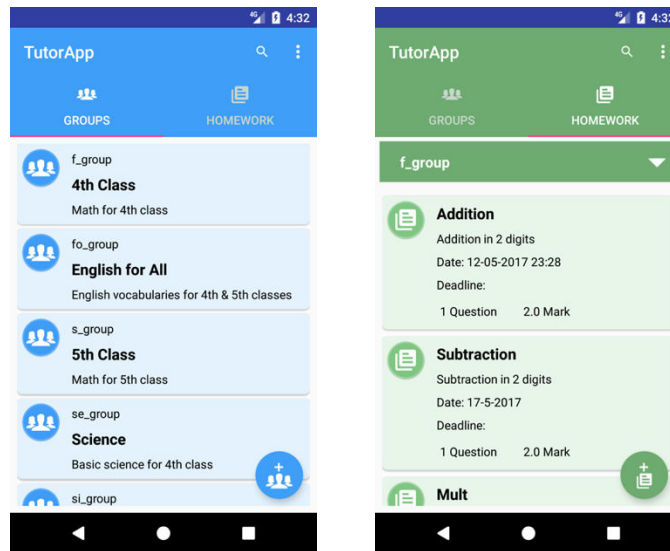 4G 4:32
TutorApp
GROUPS HOMEWORK
f_group
4th Class
Math for 4th class
fo_group
English for All
English vocabularies for 4th & 5th classes
s_group
5th Class
Math for 5th class
se_group
Science
Basic science for 4th class
si_group
4G 4:32
TutorApp
GROUPS HOMEWORK
f_group
Addition
Addition in 2 digits
Date: 12-05-2017 23:28
Deadline:
1 Question 2.0 Mark
Subtraction
Subtraction in 2 digits
Date: 17-5-2017
Deadline:
1 Question 2.0 Mark
Mult